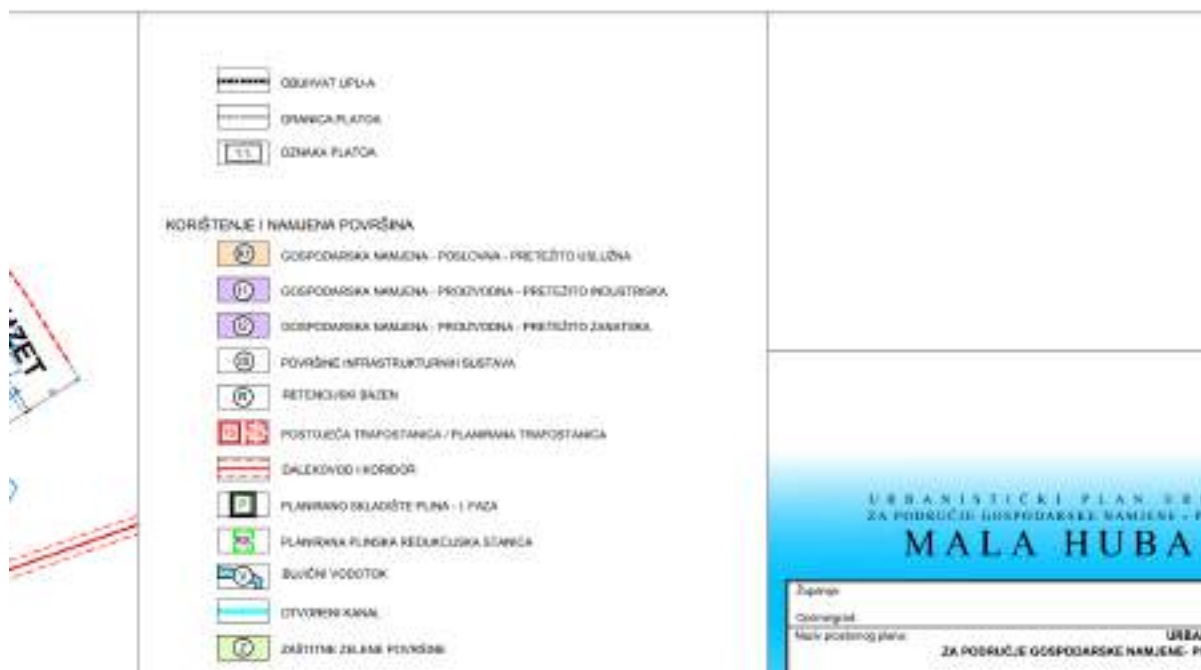 OBUHVAT UPU-A
GRANICA PLATOA
OZNAKA PLATOA
KORIŠTENJE I NAMJENA POVRŠINA
GOSPODARSKA NAMJENA - POSLOVNA - PRETEŽITO USLUŽNA
GOSPODARSKA NAMJENA - PROIZVODNA - PRETEŽITO INDUSTRIJSKA
GOSPODARSKA NAMJENA - PROIZVODNA - PRETEŽITO ZANATSKA
POVRŠINE INFRASTRUKTURNIH SUSTAVA
RETENCIJSKI BAZEN
POSTOJEĆA TRAFOSTANICA / PLANIRANA TRAFOSTANICA
DALEKOVOD I KORIDOR
PLANIRANO SKLADIŠTE PLINA - I. FAZA
PLANIRANA PLINSKA REDUKCIJSKA STANICA
BUJIČNI VODOTOK
OTVORENI KANAL
ZAŠTITNE ZELENE POVRŠINE
UZET
URBANISTIČKI PLAN UR
ZA PODRUČJE GOSPODARSKE NAMJENE - P
MALA HUBA
Županija:
Općina/grad:
Naziv prostornog plana:
URBA
ZA PODRUČJE GOSPODARSKE NAMJENE- P